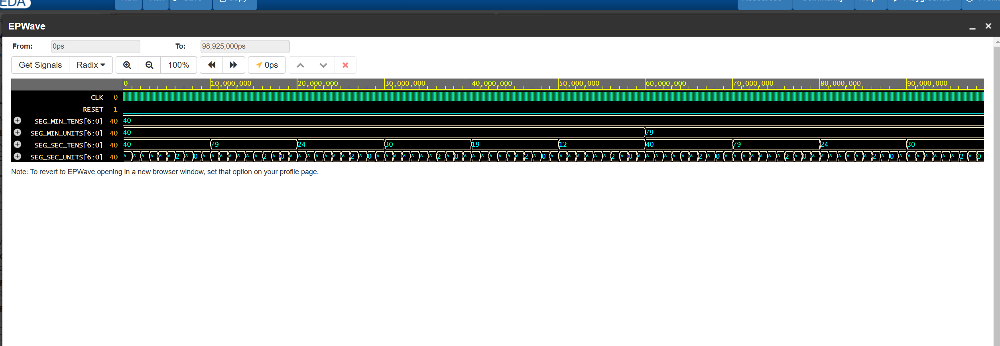 EDA
EPWave
From: 0ps To: 98,925,000ps
Get Signals Radix 100% 0ps
0 10,000,000 20,000,000 30,000,000 40,000,000 50,000,000 60,000,000 70,000,000 80,000,000 90,000,000
CLK 0
RESET 1
SEG_MIN_TENS[6:0] 40 40
SEG_MIN_UNITS[6:0] 40 40 79
SEG_SEC_TENS[6:0] 40 40 79 24 30 19 12 40 79 24 30
SEG_SEC_UNITS[6:0] 40 * * * * * * 2 * 0 * * * * * * * 2 * 0 * * * * * * * 2 * 0 * * * * * * * 2 * 0 * * * * * * * 2 * 0 * * * * * * * 2 * 0 * * * * * * * 2 * 0 * * * * * * * 2 * 0 * * * * * * * 2 * 0 * * * * * * * 2 * 0
Note: To revert to EPWave opening in a new browser window, set that option on your profile page.